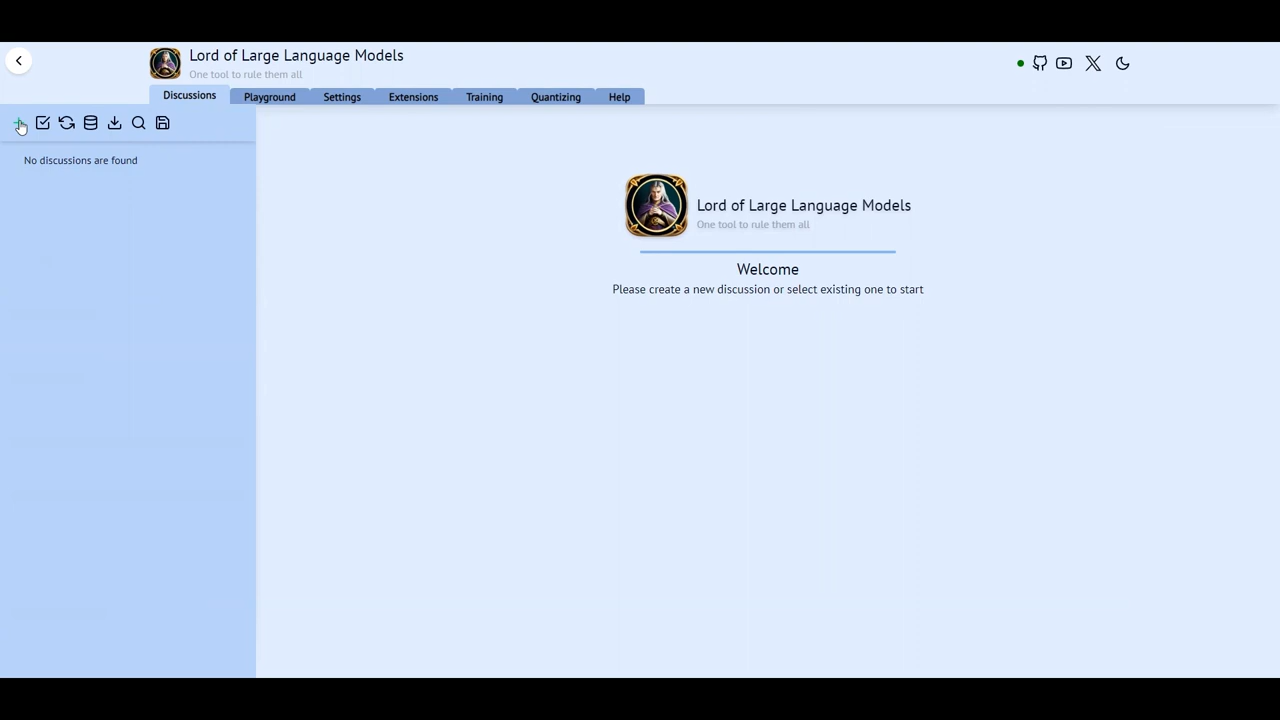 Lord of Large Language Models
One tool to rule them all
Discussions Playground Settings Extensions Training Quantizing Help
No discussions are found
Lord of Large Language Models
One tool to rule them all
Welcome
Please create a new discussion or select existing one to start